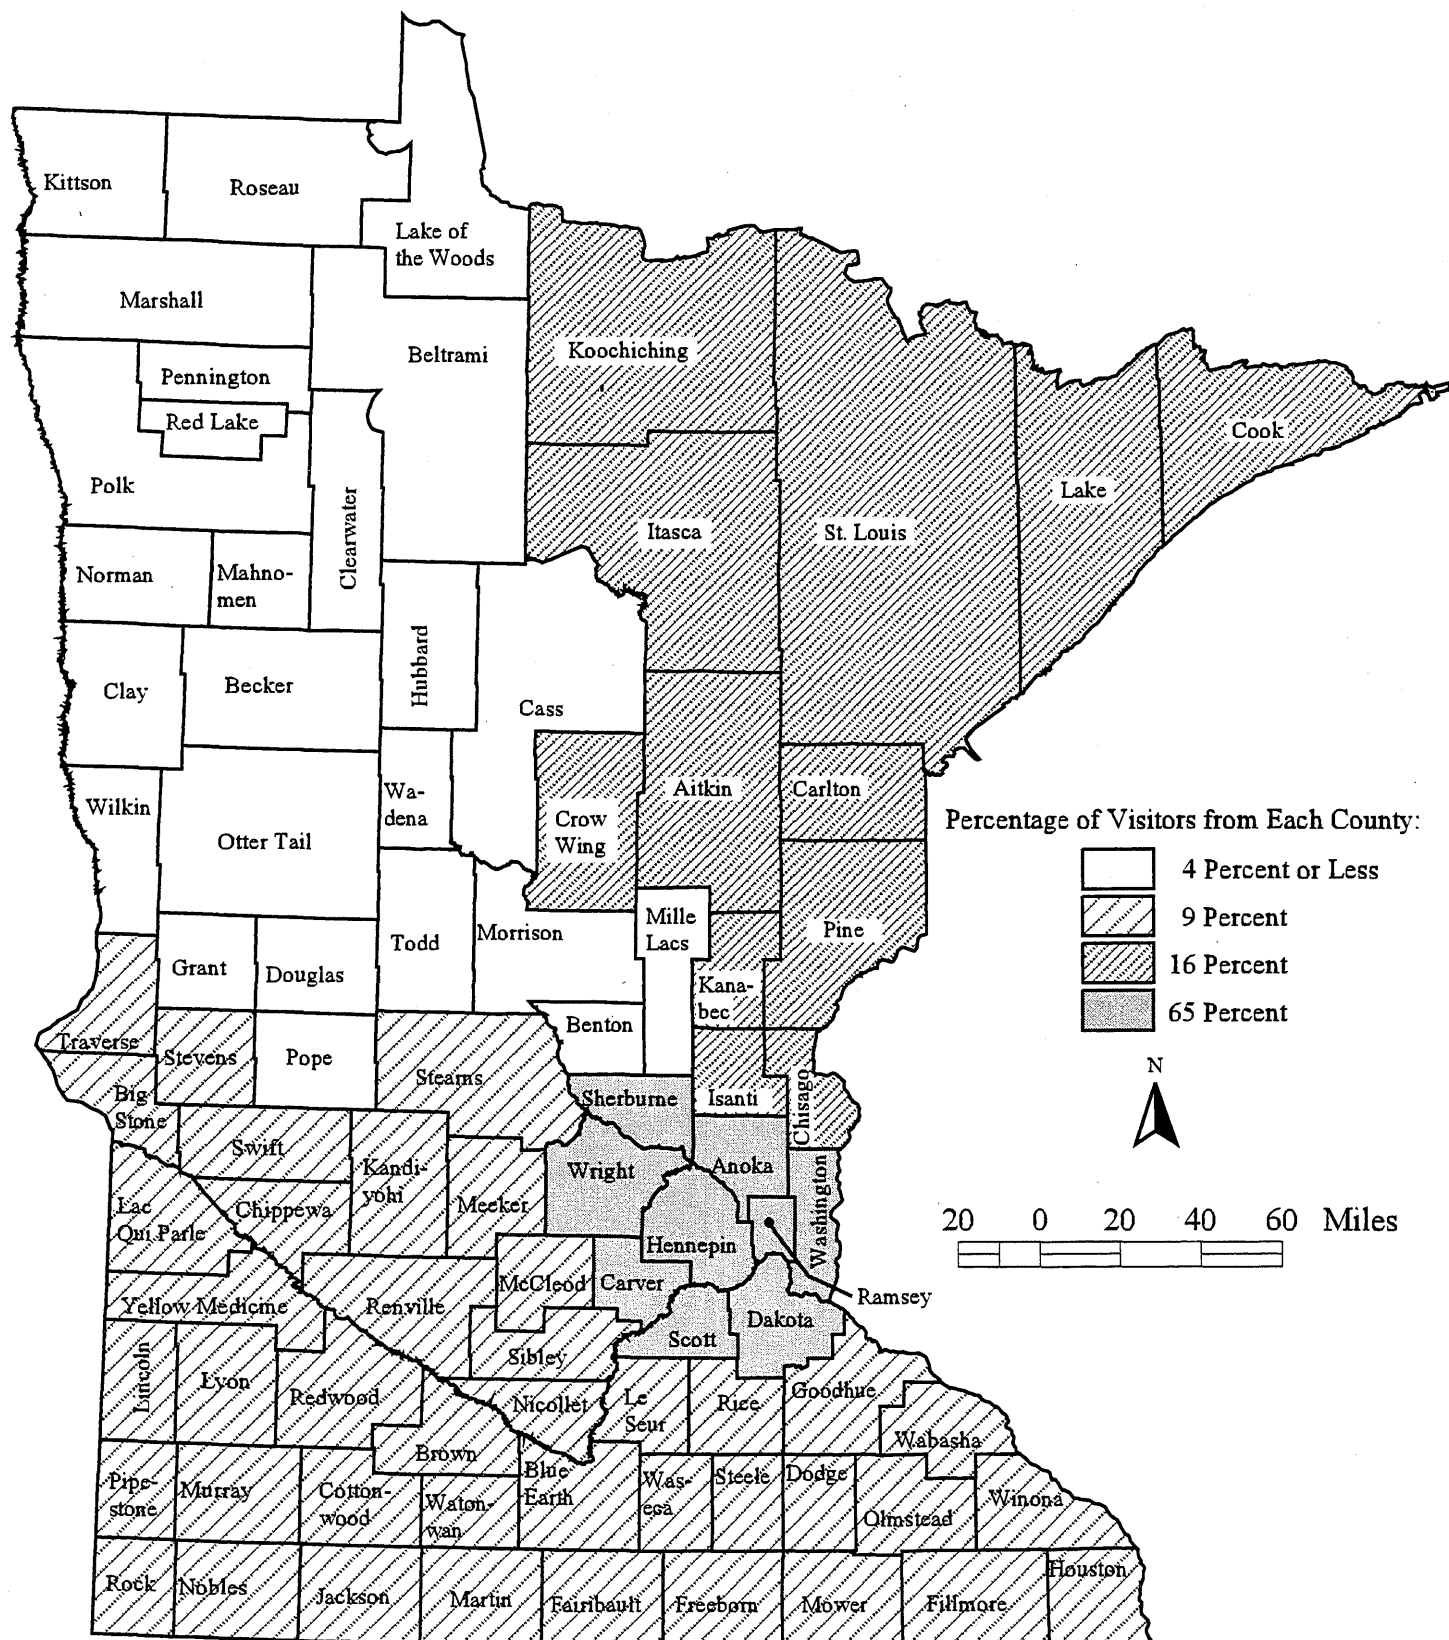 Kittson
Roseau
Lake of
the Woods
Marshall
Beltrami
Koochiching
Pennington
Red Lake
Cook
Polk
Lake
Clearwater
Itasca
St. Louis
Norman
Mahno-
men
Hubbard
Clay
Becker
Cass
Wilkin
Wa-
dena
Aitkin
Carlton
Otter Tail
Crow
Wing
Percentage of Visitors from Each County:
4 Percent or Less
9 Percent
16 Percent
65 Percent
Mille
Lacs
Pine
Todd
Morrison
Grant
Douglas
Kana-
bec
Benton
Traverse
Stevens
Pope
Stearns
N
Big
Stone
Sherburne
Isanti
Chisago
Swift
Kandi-
yohi
Wright
Anoka
Lac
Qui Parle
Chippewa
Meeker
Washington
20 0 20 40 60 Miles
Hennepin
McCleod
Carver
Ramsey
Yellow Medicine
Renville
Dakota
Scott
Sibley
Lincoln
Lyon
Redwood
Nicollet
Le
Seur
Rice
Goodhue
Brown
Wabasha
Pipe-
stone
Murray
Cotton-
wood
Waton-
wan
Blue
Earth
Was-
eca
Steele
Dodge
Olmstead
Winona
Rock
Nobles
Jackson
Martin
Fairibault
Freeborn
Mower
Fillmore
Houston